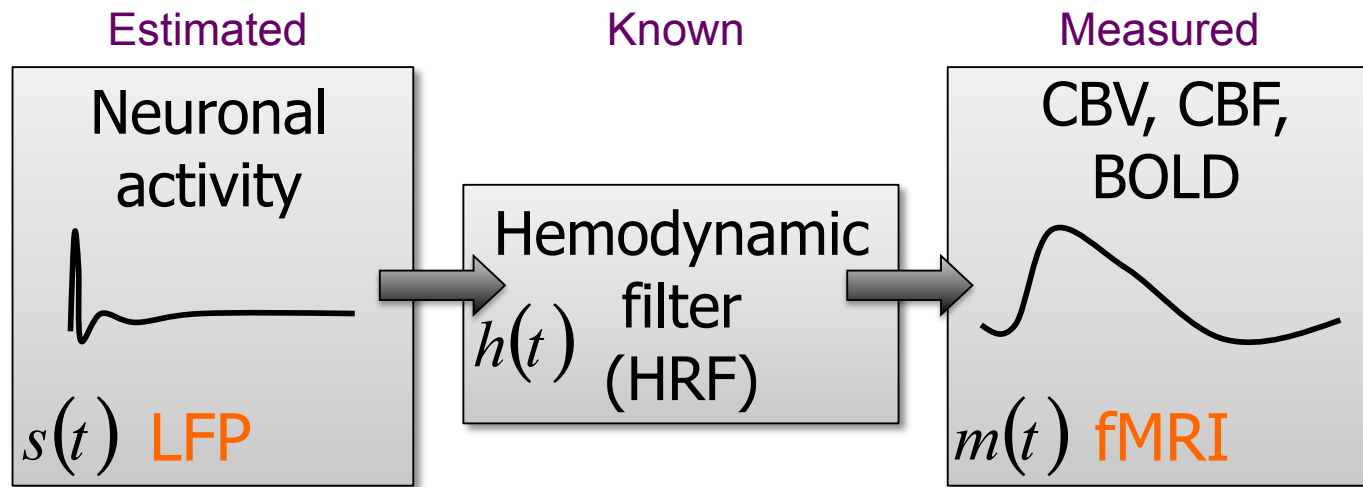 Estimated
Known
Measured
Neuronal
activity
s(t) LFP
Hemodynamic
filter
h(t)
(HRF)
CBV, CBF,
BOLD
m(t) fMRI